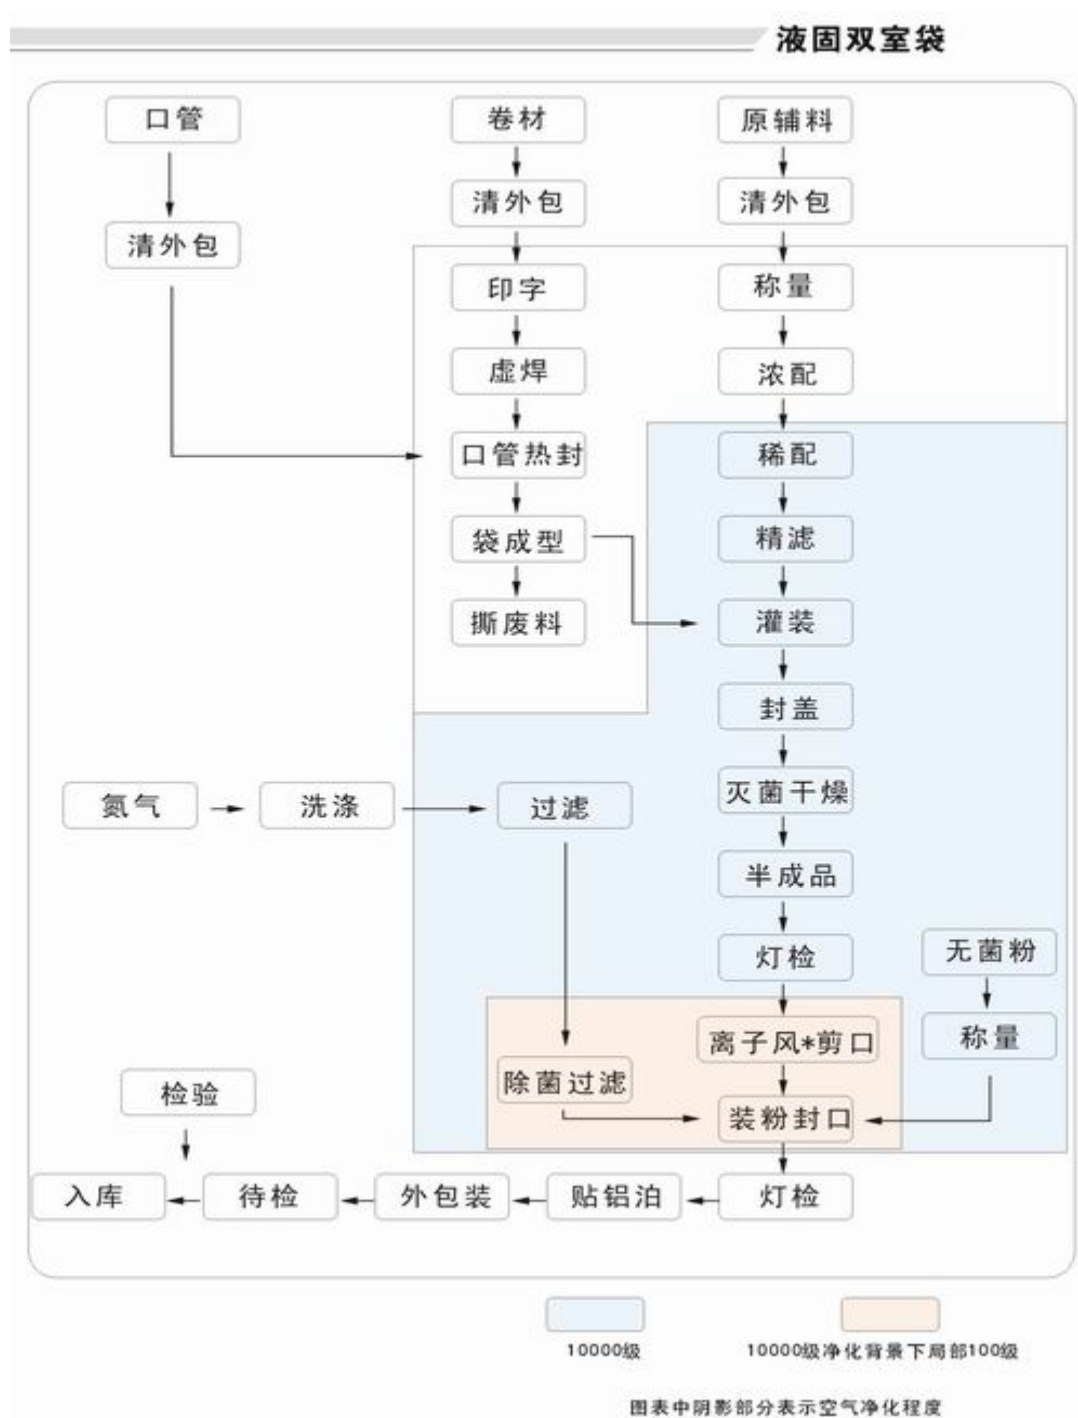 液固双室袋
口管
卷材
原辅料
清外包
清外包
清外包
印字
称量
虚焊
浓配
口管热封
稀配
袋成型
精滤
撕废料
灌装
封盖
氮气
洗涤
过滤
灭菌干燥
半成品
灯检
无菌粉
离子风*剪口
称量
除菌过滤
装粉封口
检验
入库
待检
外包装
贴铝泊
灯检
10000级
10000级净化背景下局部100级
图表中阴影部分表示空气净化程度